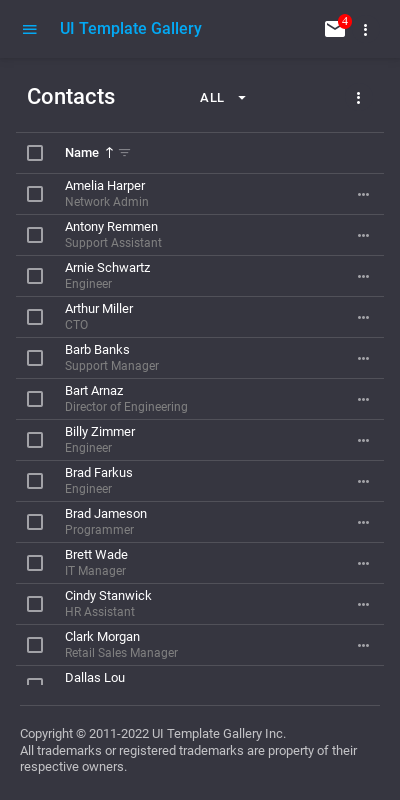 UI Template Gallery
4
Contacts
ALL
Name
Amelia Harper
Network Admin
Antony Remmen
Support Assistant
Arnie Schwartz
Engineer
Arthur Miller
CTO
Barb Banks
Support Manager
Bart Arnaz
Director of Engineering
Billy Zimmer
Engineer
Brad Farkus
Engineer
Brad Jameson
Programmer
Brett Wade
IT Manager
Cindy Stanwick
HR Assistant
Clark Morgan
Retail Sales Manager
Dallas Lou
Copyright © 2011-2022 UI Template Gallery Inc.
All trademarks or registered trademarks are property of their
respective owners.